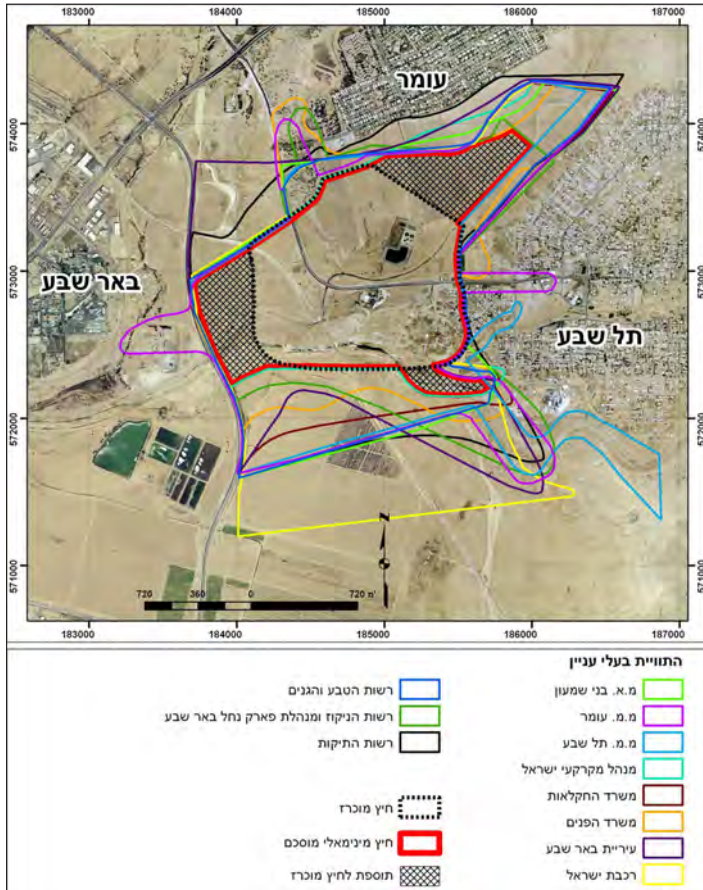 183000 184000 185000 186000 187000
עומר
574000 574000
573000 573000
באר שבע
תל שבע
572000 572000
N
571000 571000
720 360 0 720 מ'
183000 184000 185000 186000 187000
התוויית בעלי עניין
מ.א. בני שמעון
מ.מ. עומר
מ.מ. תל שבע
מנהל מקרקעי ישראל
משרד החקלאות
משרד הפנים
עיריית באר שבע
רכבת ישראל
רשות הטבע והגנים
רשות הניקוז ומנהלת פארק נחל באר שבע
רשות התיקות
חיץ מוכרז
חיץ מינימאלי מוסכם
תוספת לחיץ מוכרז